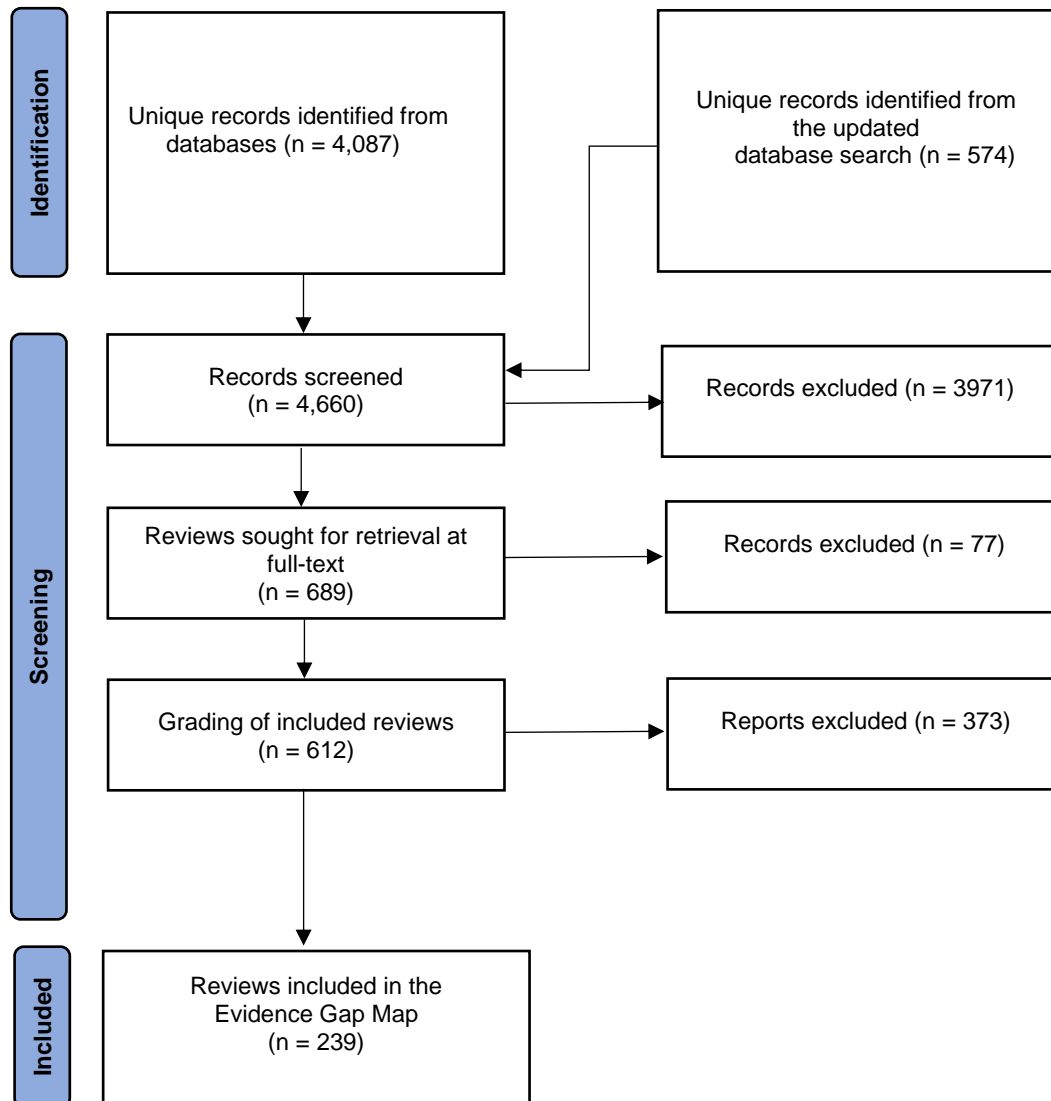 Identification
Unique records identified from
databases (n = 4,087)
Unique records identified from
the updated
database search (n = 574)
Screening
Records screened
(n = 4,660)
Records excluded (n = 3971)
Reviews sought for retrieval at
full-text
(n = 689)
Records excluded (n = 77)
Grading of included reviews
(n = 612)
Reports excluded (n = 373)
Included
Reviews included in the
Evidence Gap Map
(n = 239)